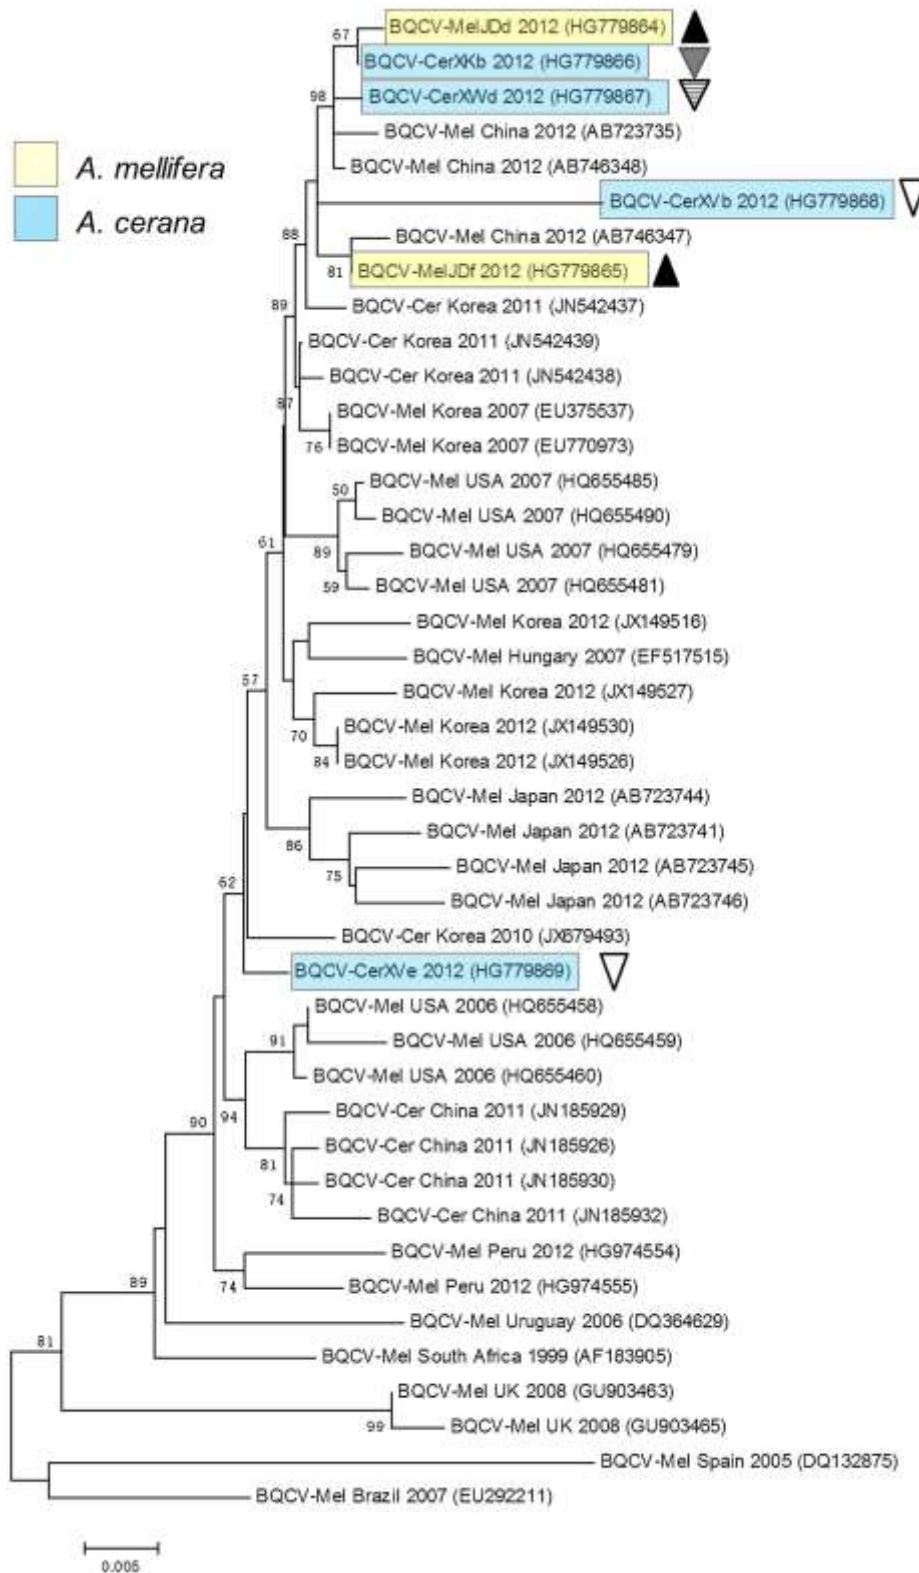 BQCV-MelJDd 2012 (HG779864)
67
BQCV-CerXKb 2012 (HG779866)
98
BQCV-CerXWd 2012 (HG779867)
BQCV-Mel China 2012 (AB723735)
A. mellifera
BQCV-Mel China 2012 (AB746348)
BQCV-CerXVb 2012 (HG779868)
A. cerana
88
BQCV-Mel China 2012 (AB746347)
81
BQCV-MelJDf 2012 (HG779865)
89
BQCV-Cer Korea 2011 (JN542437)
BQCV-Cer Korea 2011 (JN542439)
BQCV-Cer Korea 2011 (JN542438)
87
BQCV-Mel Korea 2007 (EU375537)
76
BQCV-Mel Korea 2007 (EU770973)
BQCV-Mel USA 2007 (HQ655485)
50
BQCV-Mel USA 2007 (HQ655490)
61
89
BQCV-Mel USA 2007 (HQ655479)
59
BQCV-Mel USA 2007 (HQ655481)
BQCV-Mel Korea 2012 (JX149516)
BQCV-Mel Hungary 2007 (EF517515)
57
BQCV-Mel Korea 2012 (JX149527)
70
BQCV-Mel Korea 2012 (JX149530)
84
BQCV-Mel Korea 2012 (JX149526)
BQCV-Mel Japan 2012 (AB723744)
86
BQCV-Mel Japan 2012 (AB723741)
75
BQCV-Mel Japan 2012 (AB723745)
62
BQCV-Mel Japan 2012 (AB723746)
BQCV-Cer Korea 2010 (JX679493)
BQCV-CerXVe 2012 (HG779869)
BQCV-Mel USA 2006 (HQ655458)
91
BQCV-Mel USA 2006 (HQ655459)
BQCV-Mel USA 2006 (HQ655460)
94
BQCV-Cer China 2011 (JN185929)
90
BQCV-Cer China 2011 (JN185926)
81
BQCV-Cer China 2011 (JN185930)
74
BQCV-Cer China 2011 (JN185932)
BQCV-Mel Peru 2012 (HG974554)
89
74
BQCV-Mel Peru 2012 (HG974555)
BQCV-Mel Uruguay 2006 (DQ364629)
81
BQCV-Mel South Africa 1999 (AF183905)
BQCV-Mel UK 2008 (GU903463)
99
BQCV-Mel UK 2008 (GU903465)
BQCV-Mel Spain 2005 (DQ132875)
BQCV-Mel Brazil 2007 (EU292211)
0.005